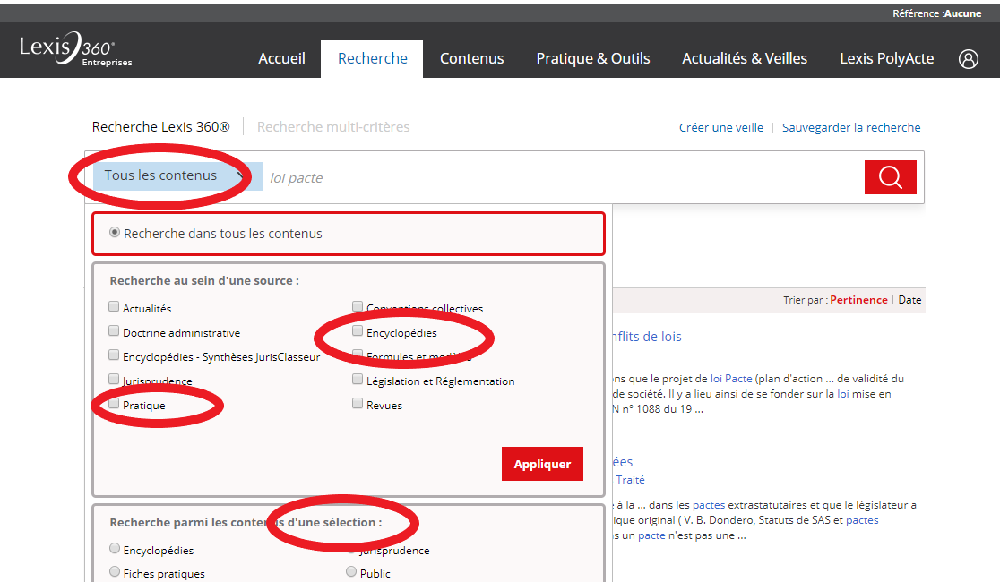 Référence :Aucune
Lexis 360®
Entreprises
Accueil Recherche Contenus Pratique & Outils Actualités & Veilles Lexis PolyActe
Recherche Lexis 360® Recherche multi-critères Créer une veille Sauvegarder la recherche
Tous les contenus loi pacte
Recherche dans tous les contenus
Recherche au sein d'une source :
Actualités Conventions collectives
Doctrine administrative Encyclopédies
Encyclopédies - Synthèses JurisClasseur Formules et modèles
Jurisprudence Législation et Réglementation
Pratique Revues
Appliquer
Recherche parmi les contenus d'une sélection :
Encyclopédies Jurisprudence
Fiches pratiques Public
Trier par : Pertinence Date
nflits de lois
ns que le projet de loi Pacte (plan d'action ... de validité du
de société. Il y a lieu ainsi de se fonder sur la loi mise en
N n° 1088 du 19 ...
ées
Traité
à la ... dans les pactes extrastatutaires et que le législateur a
ique original ( V. B. Dondero, Statuts de SAS et pactes
s un pacte n'est pas une ...